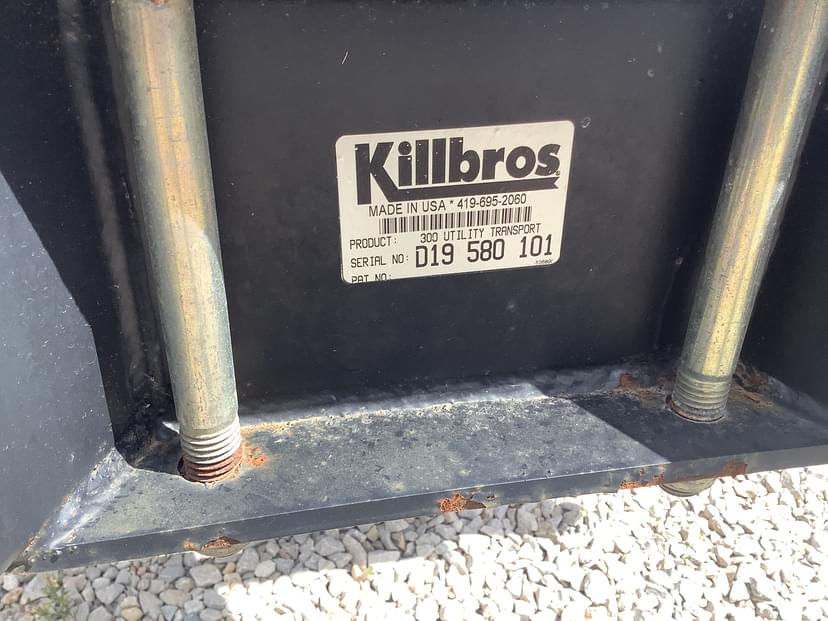 Killbros
MADE IN USA * 419-695-2060
PRODUCT: 300 UTILITY TRANSPORT
SERIAL NO: D19 580 101
PAT NO: